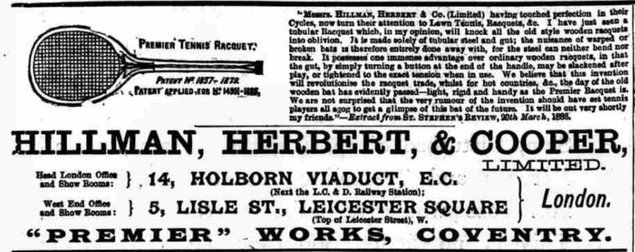 "Messrs. HILLMAN, HERBERT & Co. (Limited) having touched perfection in their
Cycles, now turn their attention to Lawn Tennis, Racquets, &c. I have just seen a
tubular Racquet which, in my opinion, will knock all the old style wooden racquets
into oblivion. It is made solely of tubular steel and gut; the nuisance of warped or
broken bats is therefore entirely done away with, for the steel can neither bend nor
break. It possesses one immense advantage over ordinary wooden racquets, in that
the gut, by simply turning a button at the end of the handle, may be slackened after
play, or tightened to the exact tension when in use. We believe that this invention
will revolutionise the racquet trade, whilst for hot countries, &c., the day of the old
wooden bat has evidently passed—light, rigid and handy as the Premier Racquet is.
We are not surprised that the very rumour of the invention should have set tennis
players all agog to get a glimpse of this bat of the future. It will be out very shortly
my friends."—Extract from ST. STEPHEN'S REVIEW, 20th March, 1886.
"PREMIER TENNIS RACQUET."
PATENT Nº 1837-1879.
PATENT APPLIED FOR Nº
HILLMAN, HERBERT, & COOPER,
LIMITED.
Head London Office
and Show Rooms: } 14, HOLBORN VIADUCT, E.C.
(Next the L.C. & D. Railway Station);
West End Office
and Show Rooms: } 5, LISLE ST., LEICESTER SQUARE
(Top of Leicester Street), W.
London.
"PREMIER" WORKS, COVENTRY.